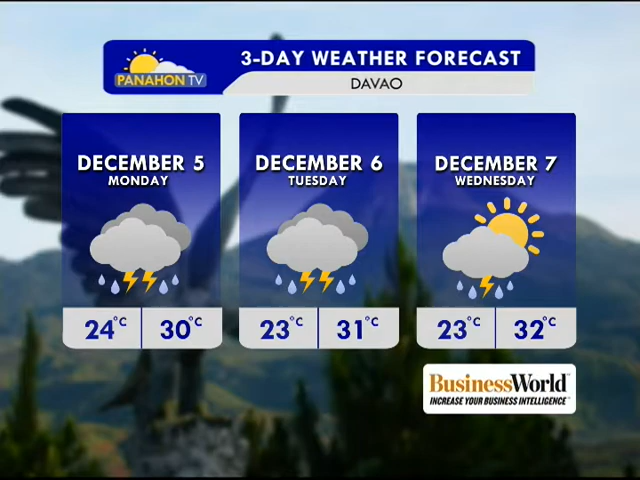 PANAHON TV
3-DAY WEATHER FORECAST
DAVAO
DECEMBER 5
MONDAY
24°C
30°C
DECEMBER 6
TUESDAY
23°C
31°C
DECEMBER 7
WEDNESDAY
23°C
32°C
BusinessWorld
INCREASE YOUR BUSINESS INTELLIGENCE